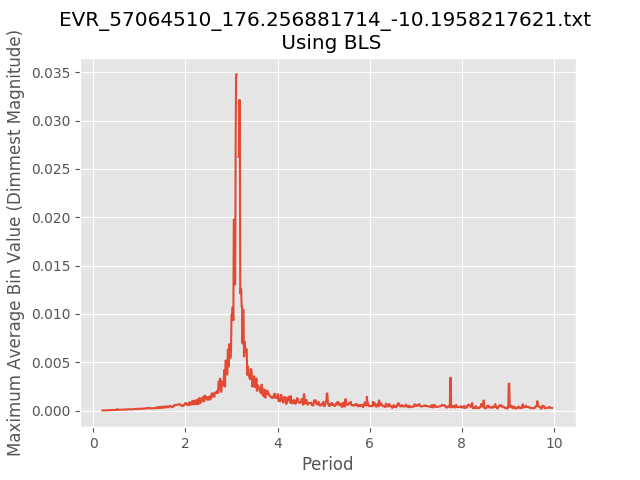 EVR_57064510_176.256881714_-10.1958217621.txt
Using BLS
Maximum Average Bin Value (Dimmest Magnitude)
0.035
0.030
0.025
0.020
0.015
0.010
0.005
0.000
0 2 4 6 8 10
Period